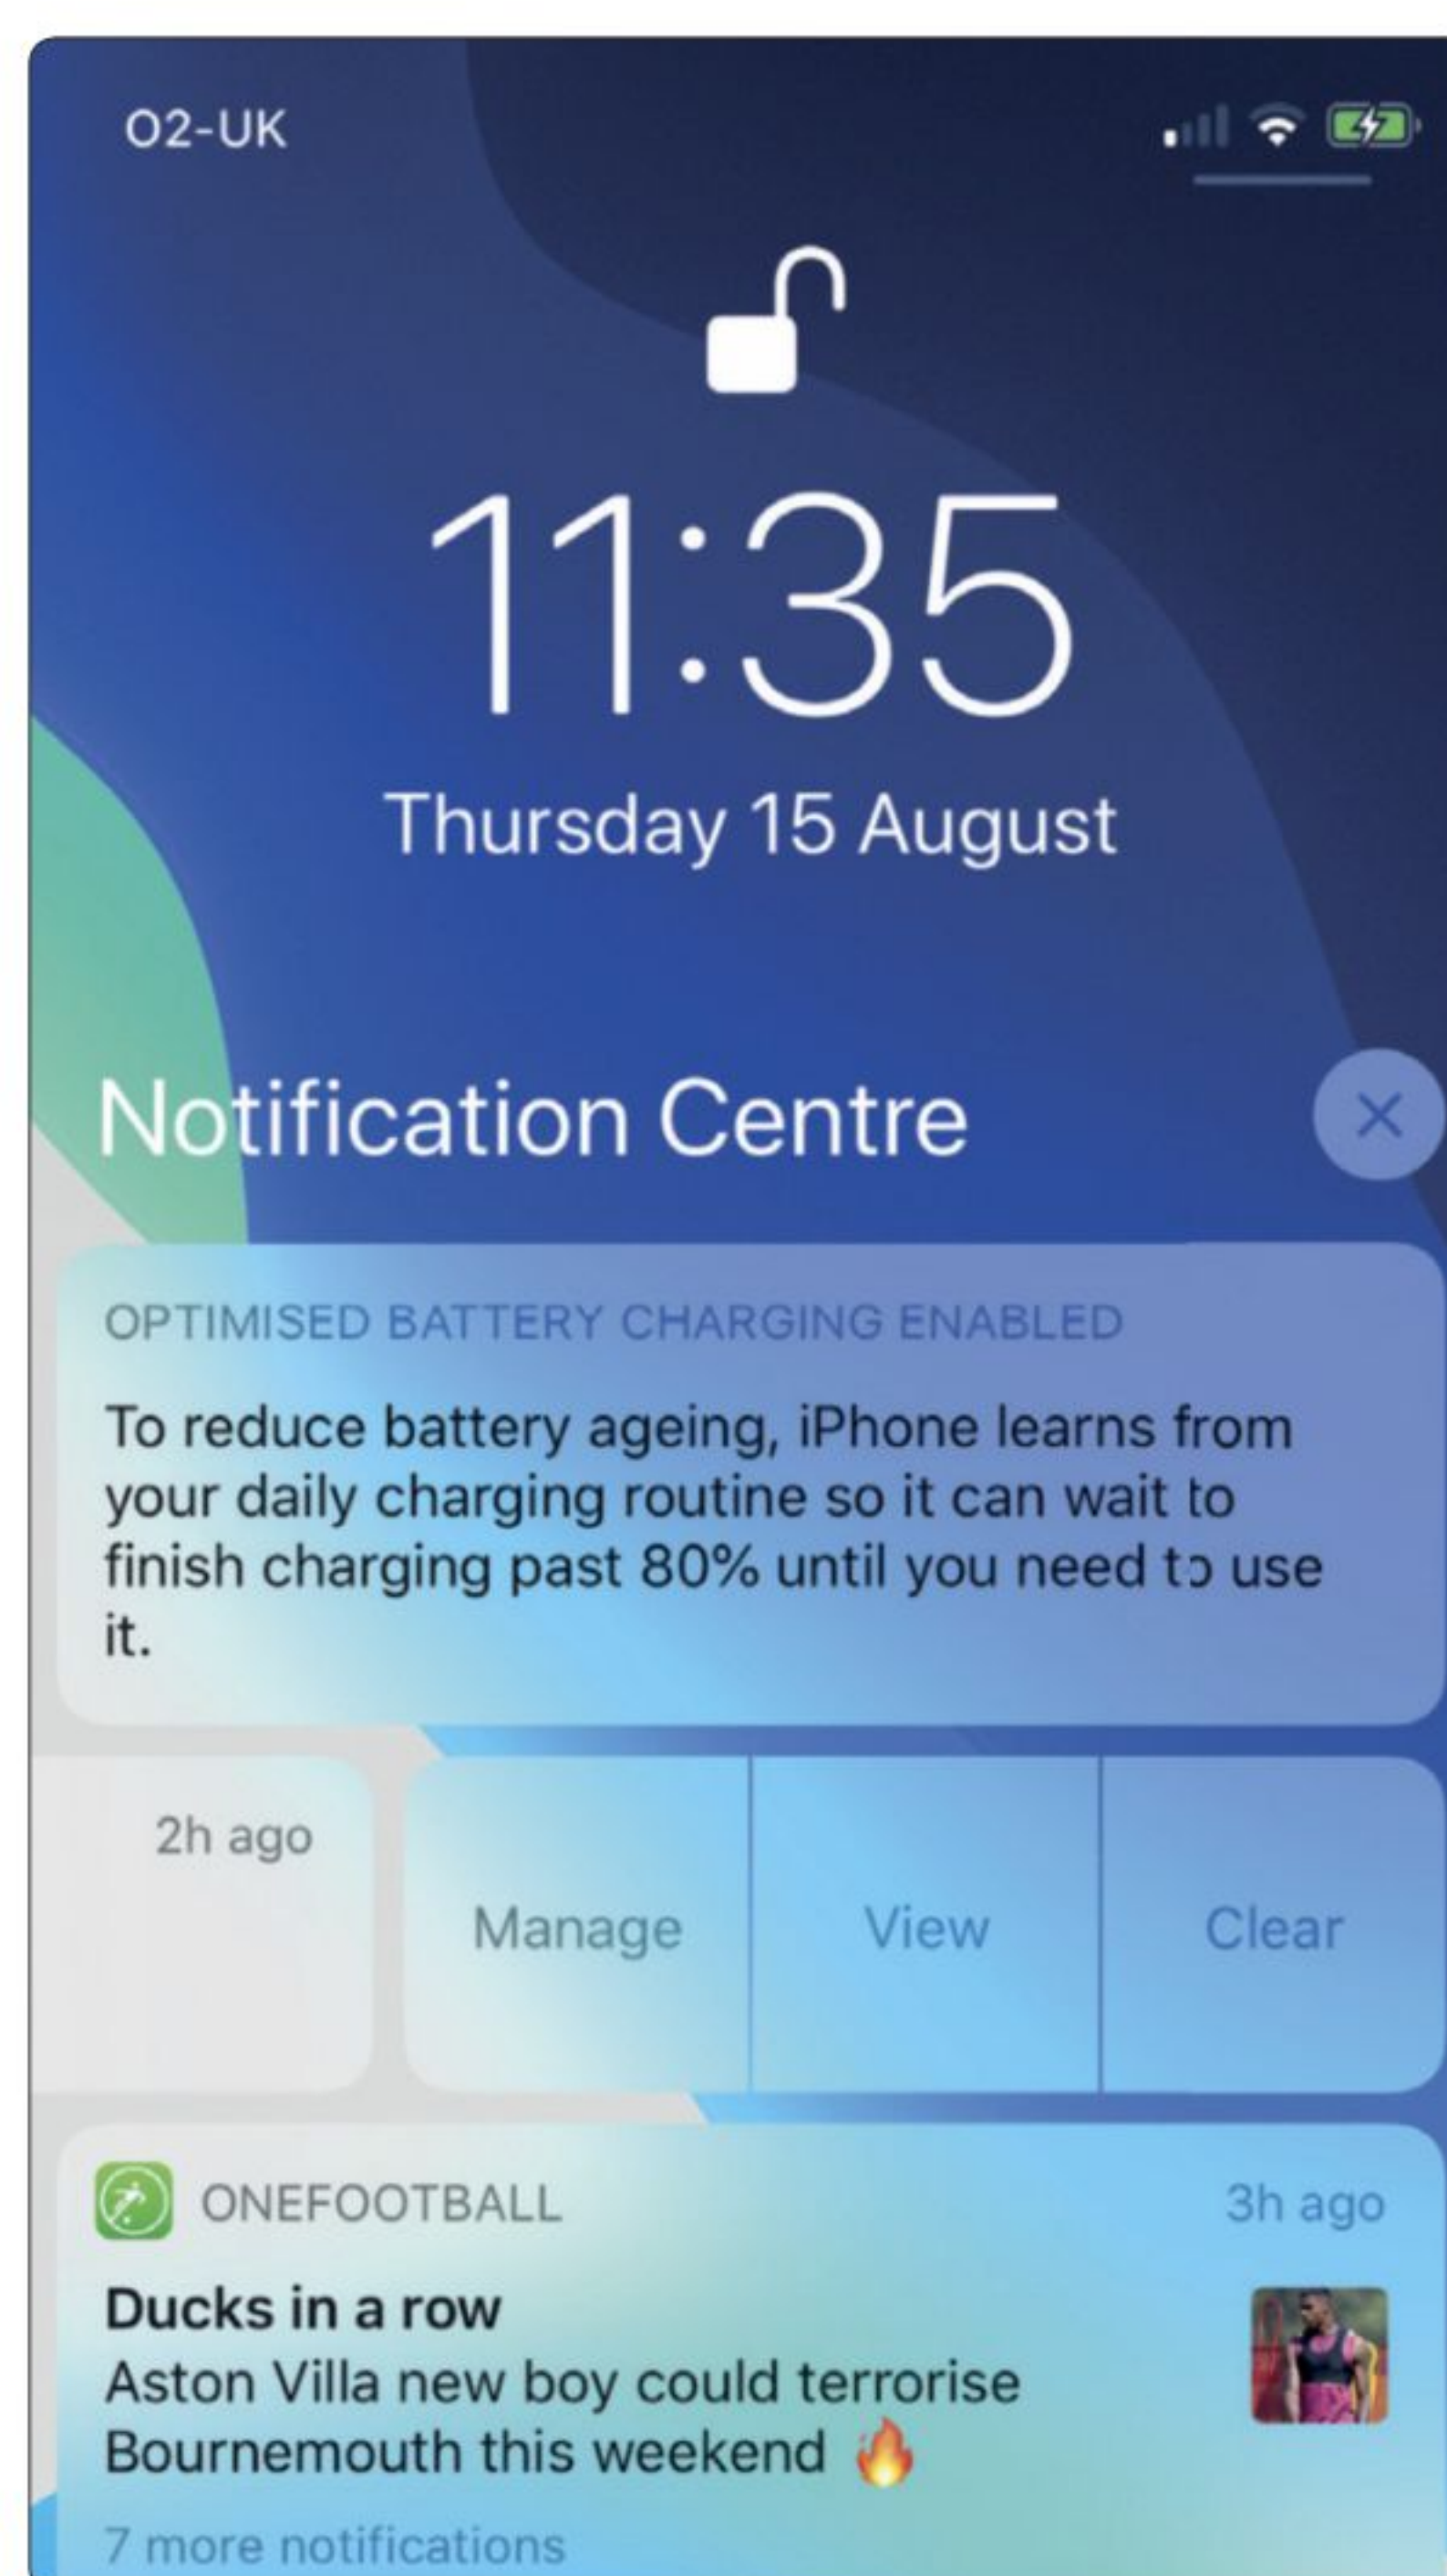 O2-UK
11:35
Thursday 15 August
Notification Centre
OPTIMISED BATTERY CHARGING ENABLED
To reduce battery ageing, iPhone learns from
your daily charging routine so it can wait to
finish charging past 80% until you need to use
it.
2h ago
Manage View Clear
ONEFOOTBALL 3h ago
Ducks in a row
Aston Villa new boy could terrorise
Bournemouth this weekend 🔥
7 more notifications